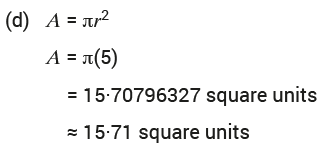 (d) A = πr²
A = π(5)
= 15·70796327 square units
≈ 15·71 square units